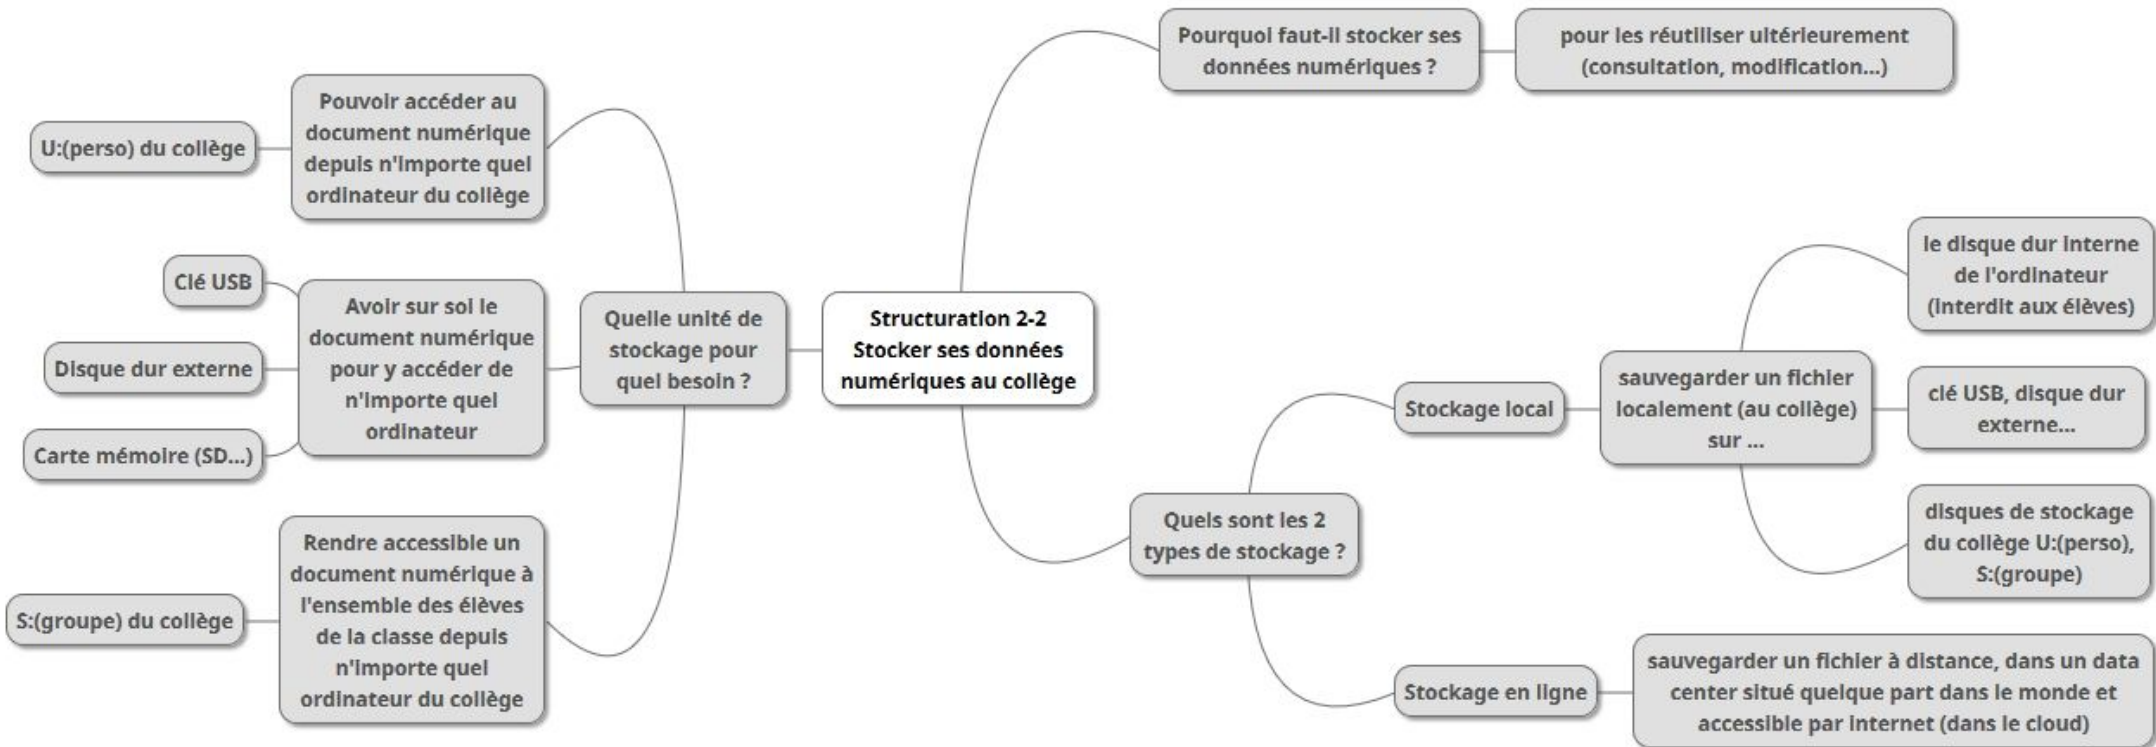 Structuration 2-2
Stocker ses données
numériques au collège
Pourquoi faut-il stocker ses
données numériques ?
pour les réutiliser ultérieurement
(consultation, modification...)
Quels sont les 2
types de stockage ?
Stockage local
sauvegarder un fichier
localement (au collège)
sur ...
le disque dur interne
de l'ordinateur
(interdit aux élèves)
clé USB, disque dur
externe...
disques de stockage
du collège U:(perso),
S:(groupe)
Stockage en ligne
sauvegarder un fichier à distance, dans un data
center situé quelque part dans le monde et
accessible par internet (dans le cloud)
Quelle unité de
stockage pour
quel besoin ?
Pouvoir accéder au
document numérique
depuis n'importe quel
ordinateur du collège
U:(perso) du collège
Avoir sur soi le
document numérique
pour y accéder de
n'importe quel
ordinateur
Clé USB
Disque dur externe
Carte mémoire (SD...)
Rendre accessible un
document numérique à
l'ensemble des élèves
de la classe depuis
n'importe quel
ordinateur du collège
S:(groupe) du collège